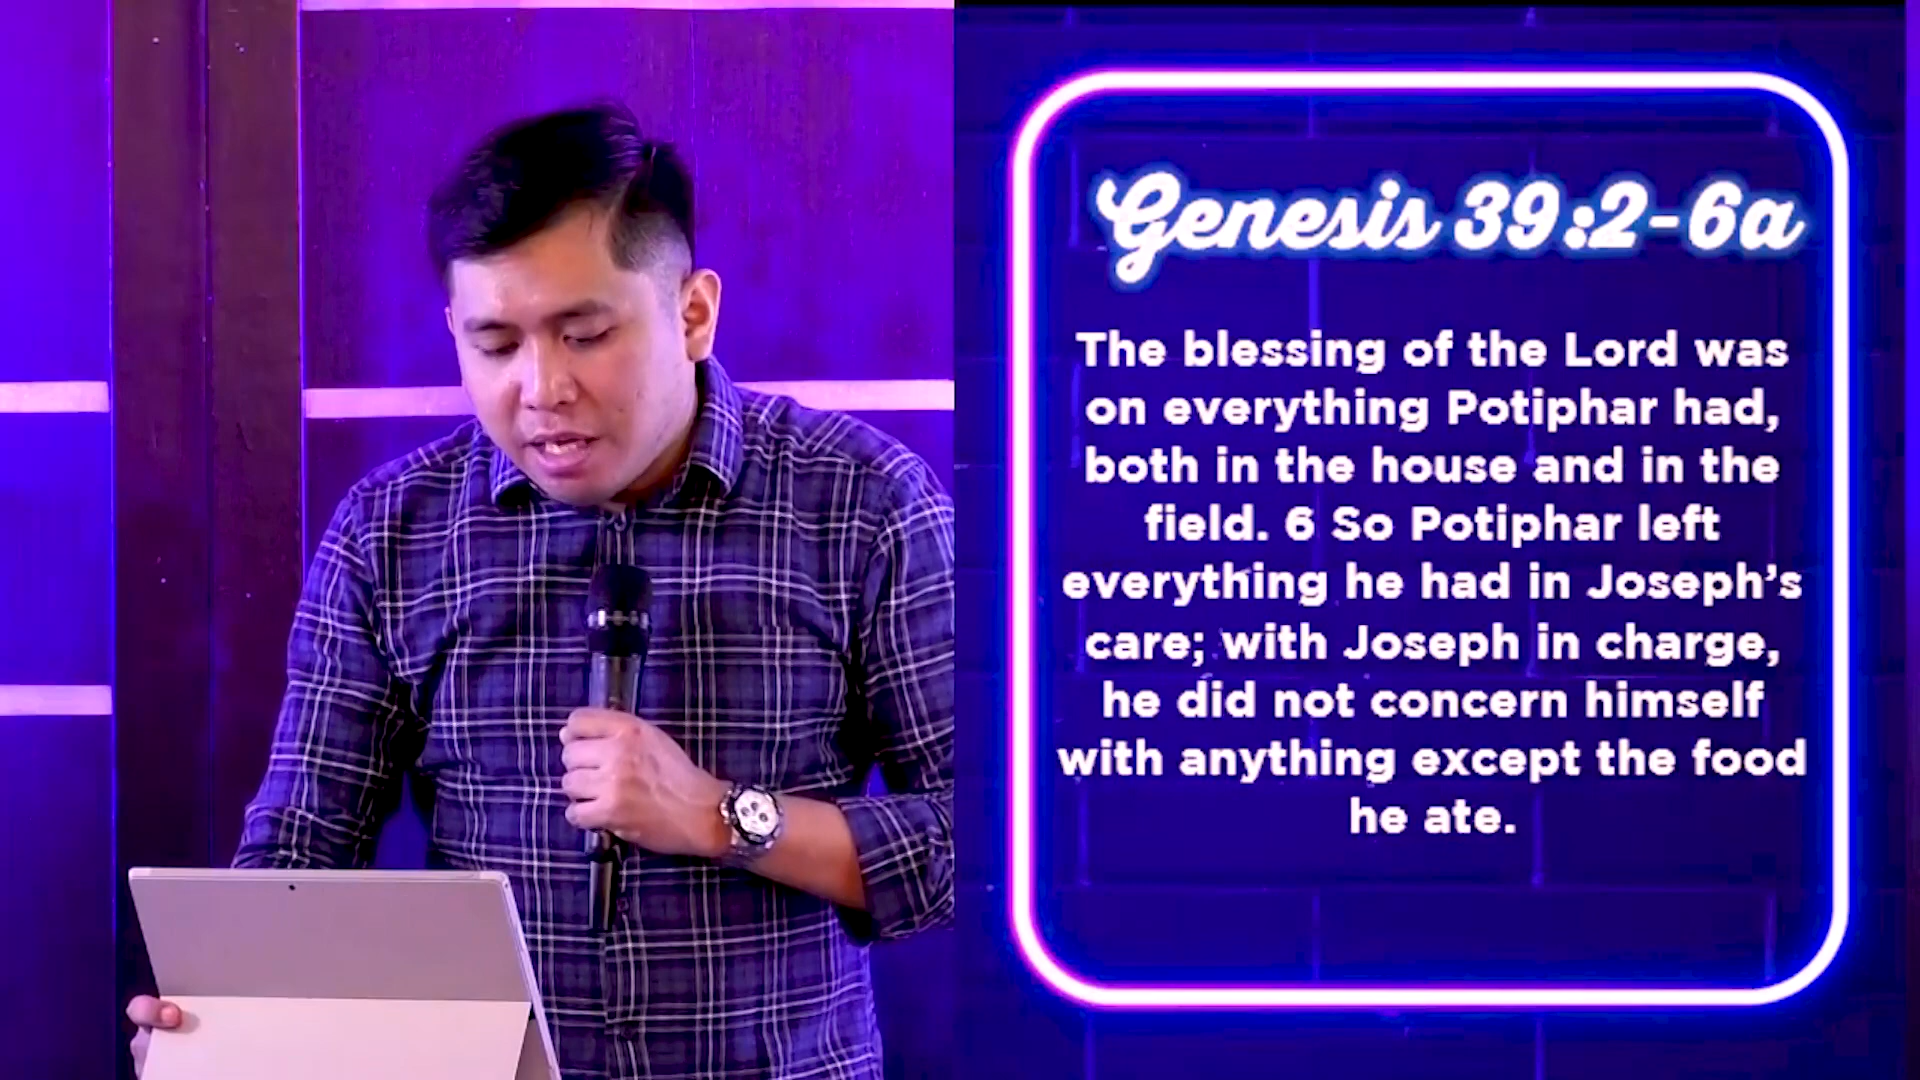 Genesis 39:2-6a
The blessing of the Lord was
on everything Potiphar had,
both in the house and in the
field. 6 So Potiphar left
everything he had in Joseph’s
care; with Joseph in charge,
he did not concern himself
with anything except the food
he ate.